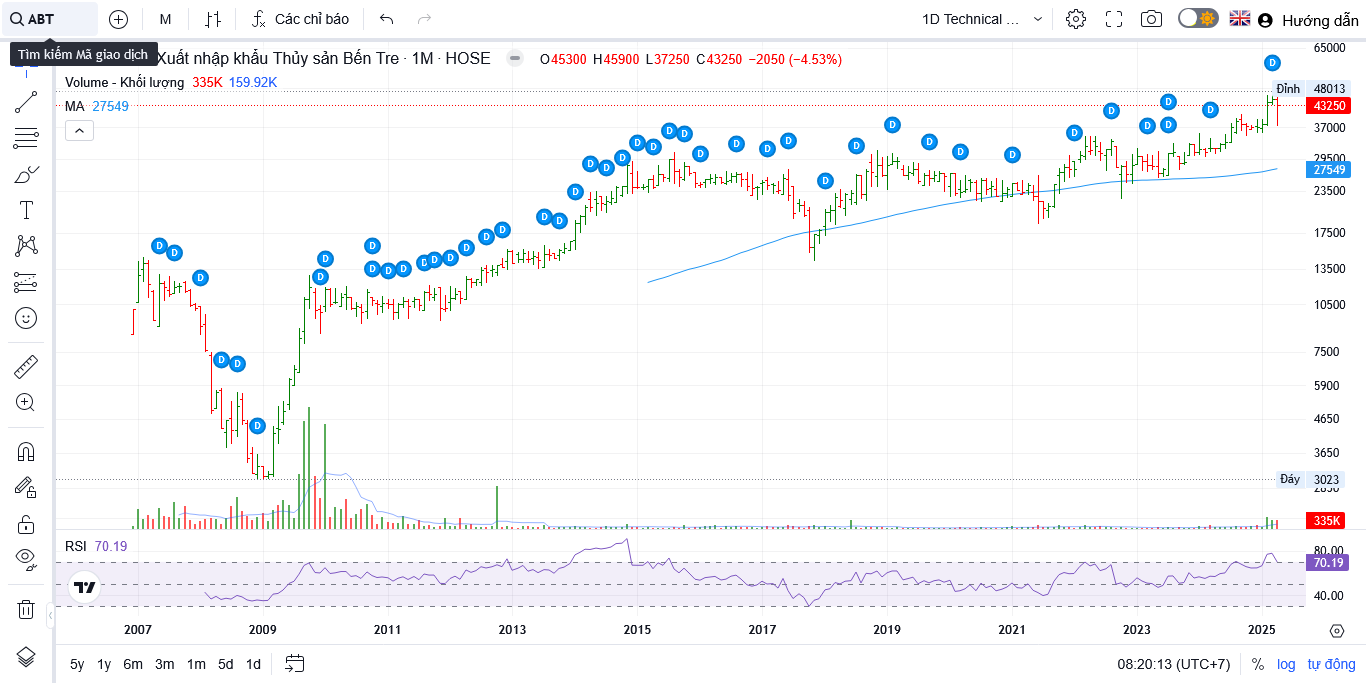 ABT
M
Các chỉ báo
1D Technical ...
Hướng dẫn
Tìm kiếm Mã giao dịch
Xuất nhập khẩu Thủy sản Bến Tre · 1M · HOSE
O45300 H45900 L37250 C43250 −2050 (−4.53%)
Volume - Khối lượng 335K 159.92K
MA 27549
65000
Đỉnh 48013
43250
37000
29500
27549
23500
17500
13500
10500
7500
5900
4650
3650
Đáy 3023
2850
335K
RSI 70.19
80.00
70.19
40.00
2007 2009 2011 2013 2015 2017 2019 2021 2023 2025
5y 1y 6m 3m 1m 5d 1d
08:20:13 (UTC+7) % log tự động